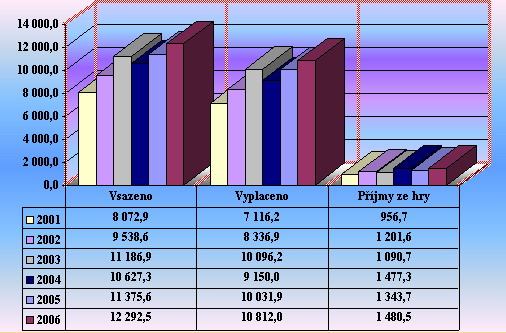 14 000,0
12 000,0
10 000,0
8 000,0
6 000,0
4 000,0
2 000,0
0,0
Vsazeno Vyplaceno Příjmy ze hry
2001 8 072,9 7 116,2 956,7
2002 9 538,6 8 336,9 1 201,6
2003 11 186,9 10 096,2 1 090,7
2004 10 627,3 9 150,0 1 477,3
2005 11 375,6 10 031,9 1 343,7
2006 12 292,5 10 812,0 1 480,5